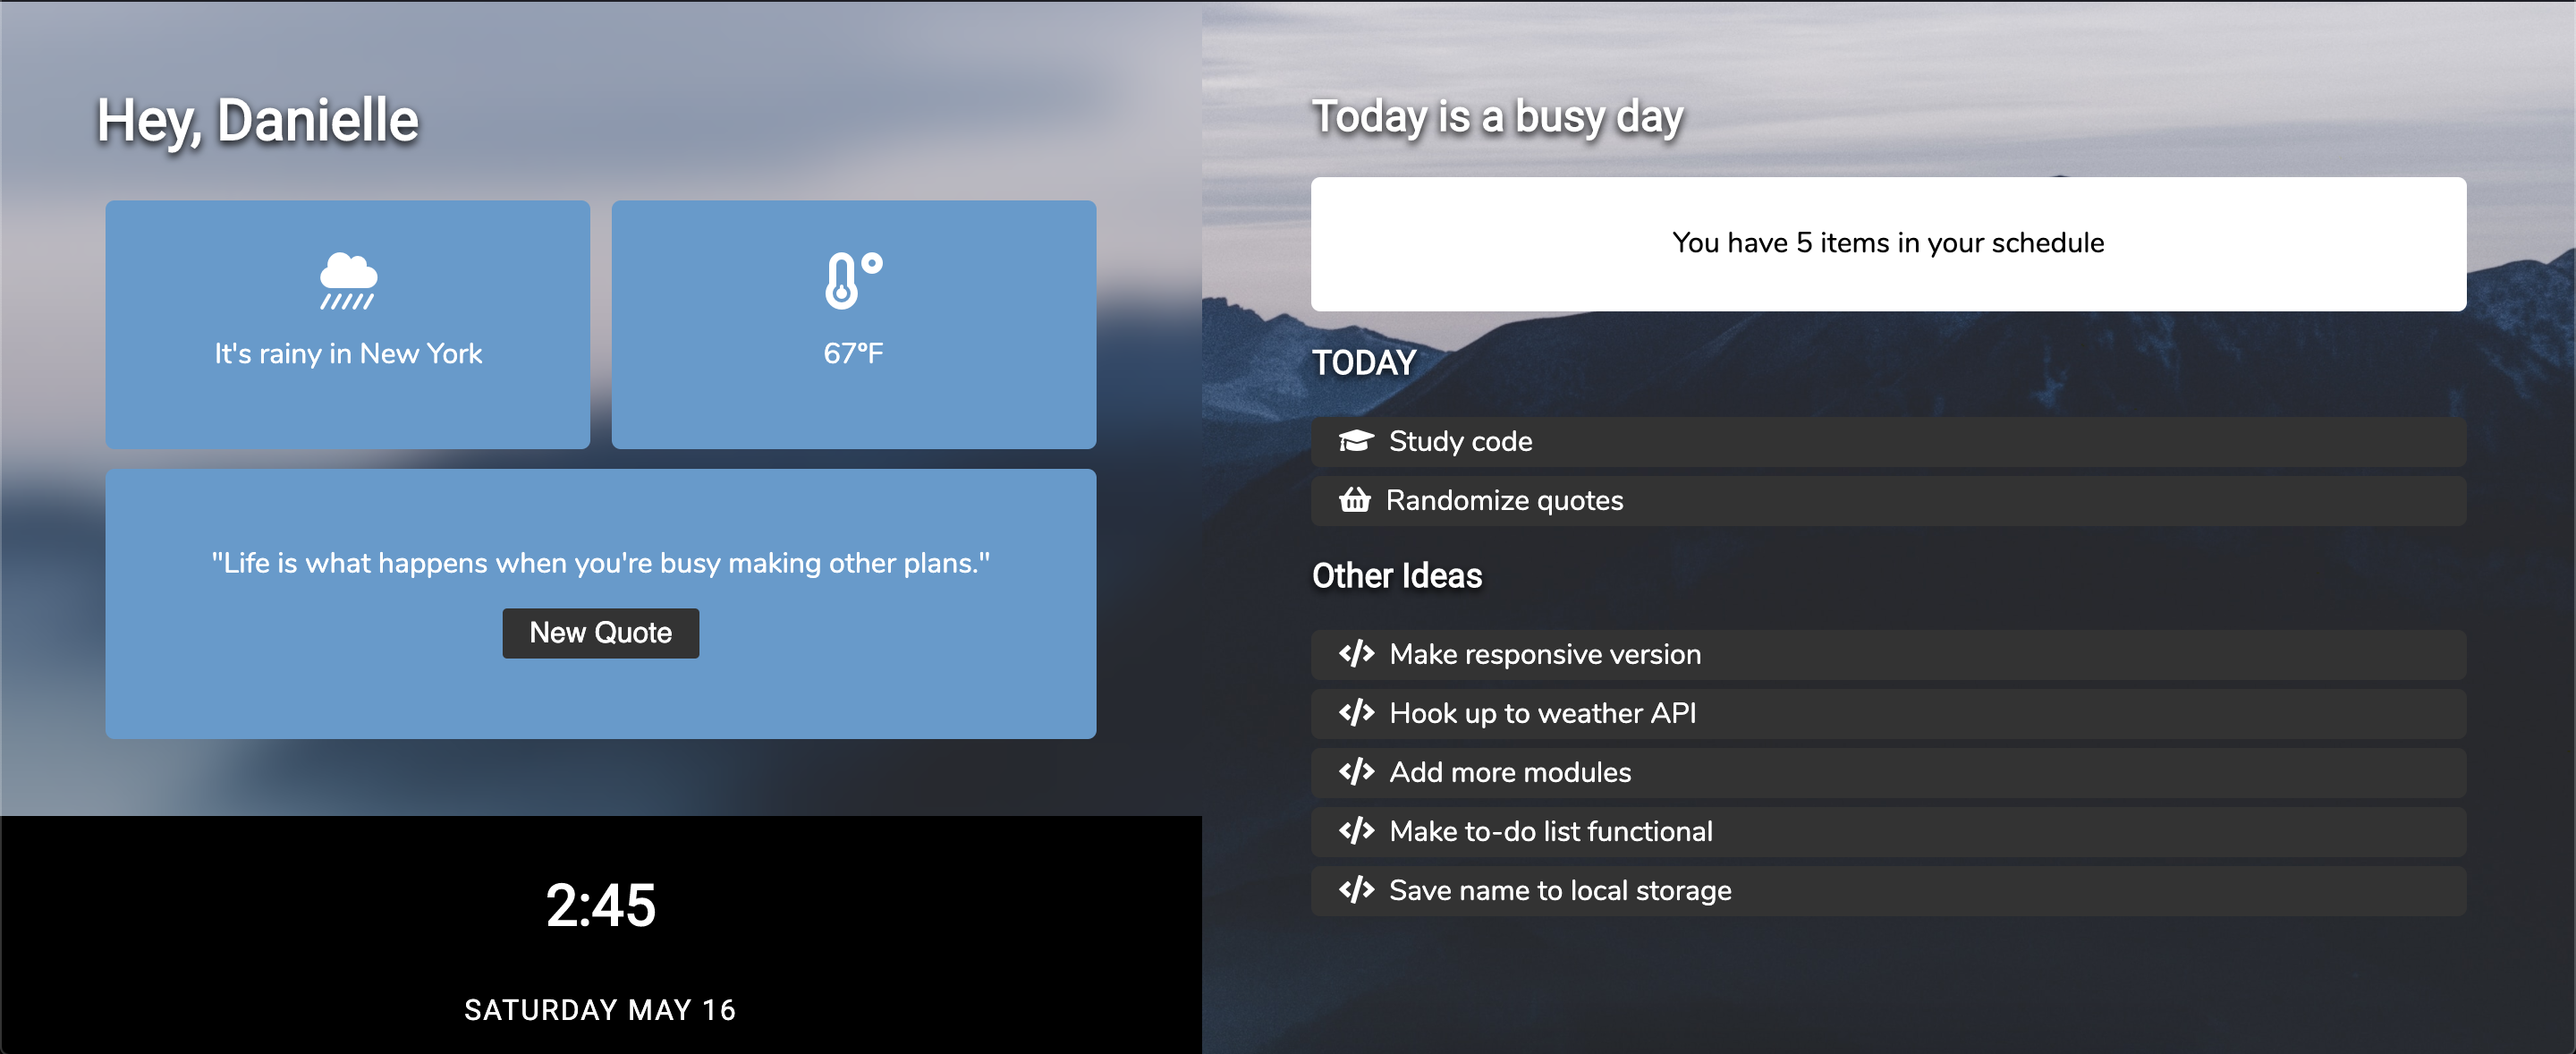 Hey, Danielle
It's rainy in New York
67°F
"Life is what happens when you're busy making other plans."
New Quote
2:45
SATURDAY MAY 16
Today is a busy day
You have 5 items in your schedule
TODAY
Study code
Randomize quotes
Other Ideas
Make responsive version
Hook up to weather API
Add more modules
Make to-do list functional
Save name to local storage